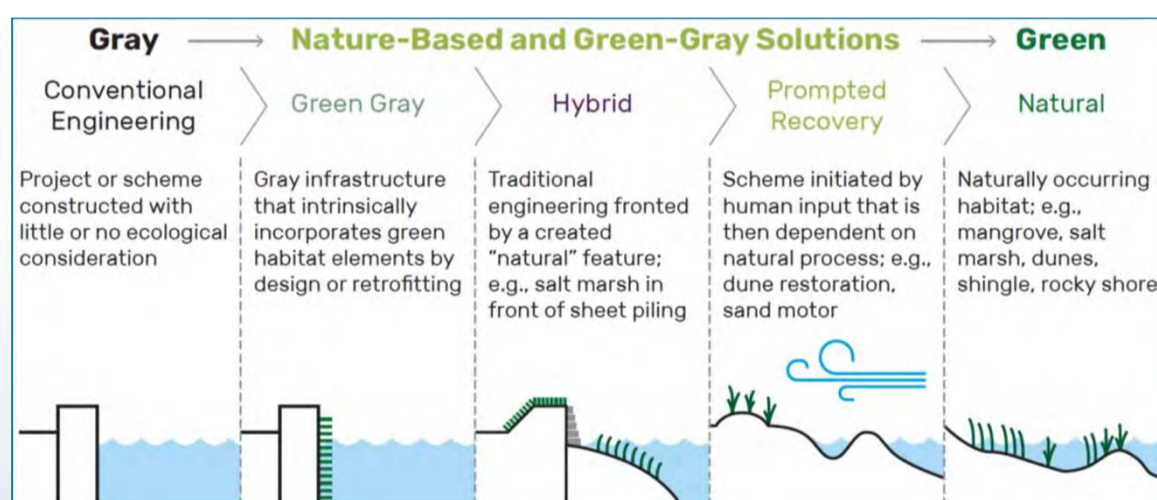 Gray
Nature-Based and Green-Gray Solutions
Green
Conventional
Engineering
Green Gray
Hybrid
Prompted
Recovery
Natural
Project or scheme
constructed with
little or no ecological
consideration
Gray infrastructure
that intrinsically
incorporates green
habitat elements by
design or retrofitting
Traditional
engineering fronted
by a created
"natural" feature;
e.g., salt marsh in
front of sheet piling
Scheme initiated by
human input that is
then dependent on
natural process; e.g.,
dune restoration,
sand motor
Naturally occurring
habitat; e.g.,
mangrove, salt
marsh, dunes,
shingle, rocky shore